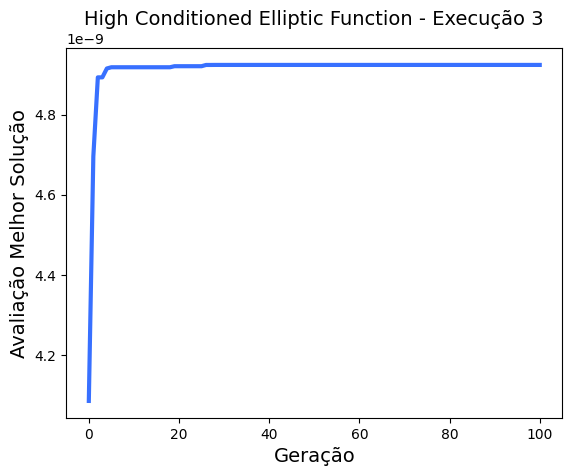 High Conditioned Elliptic Function - Execução 3
1e−9
4.8
4.6
4.4
4.2
Avaliação Melhor Solução
0 20 40 60 80 100
Geração